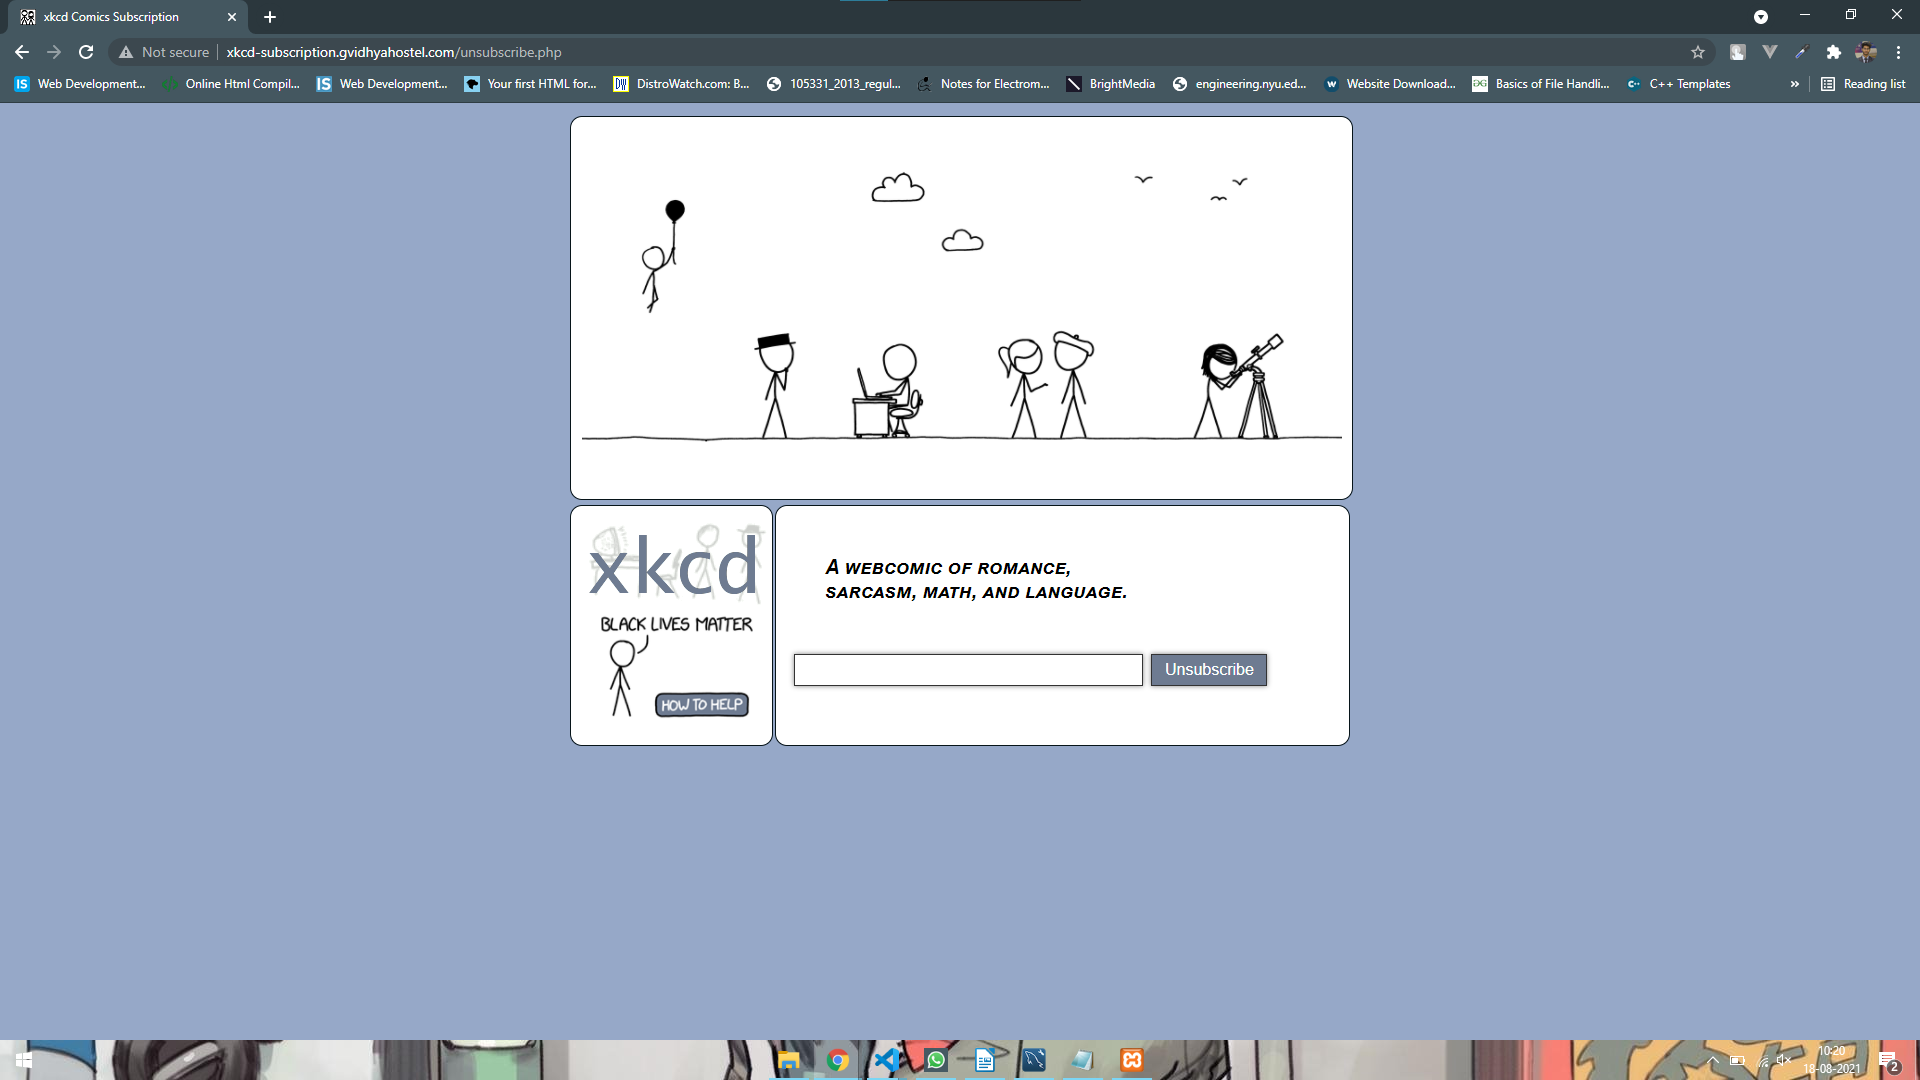 xkcd Comics Subscription
Not secure
xkcd-subscription.gvidhyahostel.com/unsubscribe.php
Web Development...
Online Html Compil...
Web Development...
Your first HTML for...
DistroWatch.com: B...
105331_2013_regul...
Notes for Electrom...
BrightMedia
engineering.nyu.ed...
Website Download...
Basics of File Handli...
C++ Templates
»
Reading list
xkcd
BLACK LIVES MATTER
HOW TO HELP
A WEBCOMIC OF ROMANCE,
SARCASM, MATH, AND LANGUAGE.
Unsubscribe
10:20
18-08-2021
2